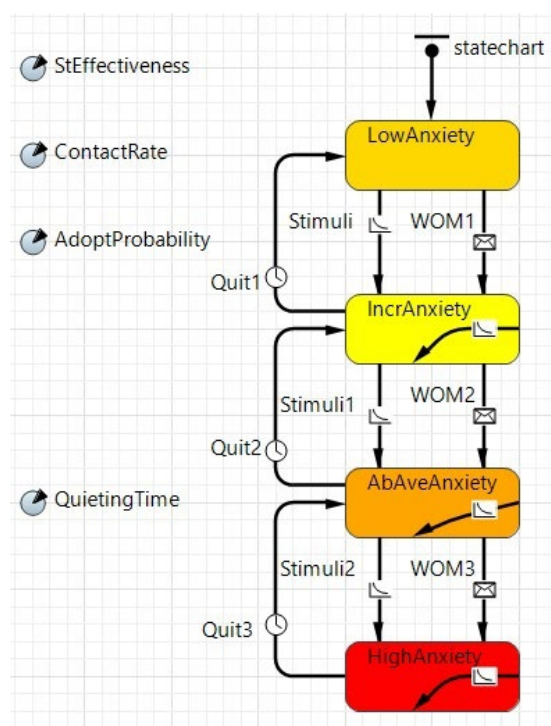 statechart
StEffectiveness
LowAnxiety
ContactRate
Stimuli
WOM1
AdoptProbability
Quit1
IncrAnxiety
Stimuli1
WOM2
Quit2
AbAveAnxiety
QuietingTime
Stimuli2
WOM3
Quit3
HighAnxiety